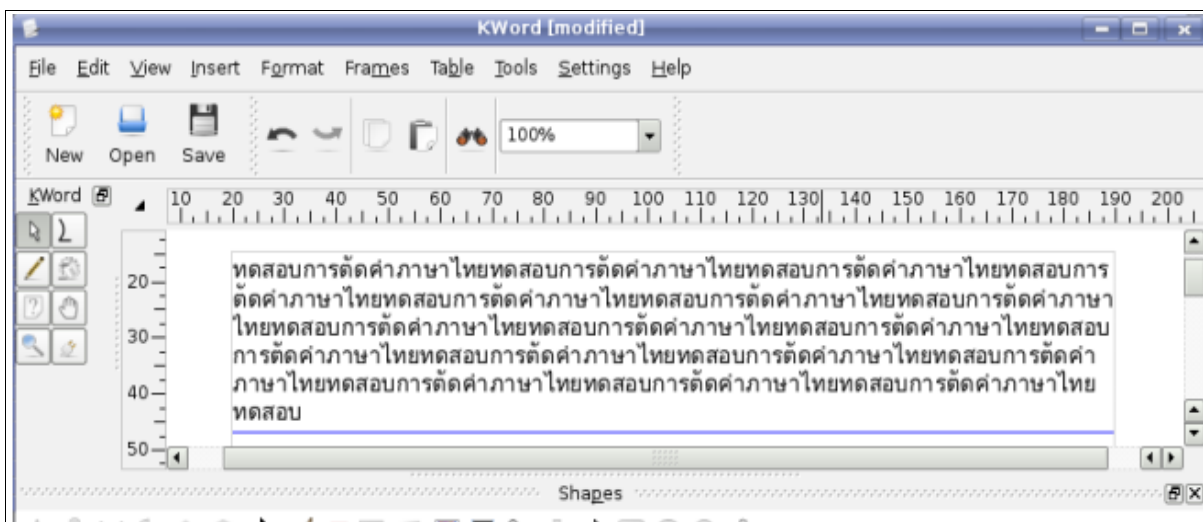 KWord [modified]
File Edit View Insert Format Frames Table Tools Settings Help
New Open Save 100%
KWord
10 20 30 40 50 60 70 80 90 100 110 120 130 140 150 160 170 180 190 200
20
30
40
50
ทดสอบการตัดคำภาษาไทยทดสอบการตัดคำภาษาไทยทดสอบการตัดคำภาษาไทยทดสอบการ
ตัดคำภาษาไทยทดสอบการตัดคำภาษาไทยทดสอบการตัดคำภาษาไทยทดสอบการตัดคำภาษา
ไทยทดสอบการตัดคำภาษาไทยทดสอบการตัดคำภาษาไทยทดสอบการตัดคำภาษาไทยทดสอบ
การตัดคำภาษาไทยทดสอบการตัดคำภาษาไทยทดสอบการตัดคำภาษาไทยทดสอบการตัดคำ
ภาษาไทยทดสอบการตัดคำภาษาไทยทดสอบการตัดคำภาษาไทยทดสอบการตัดคำภาษาไทย
ทดสอบ
Shapes